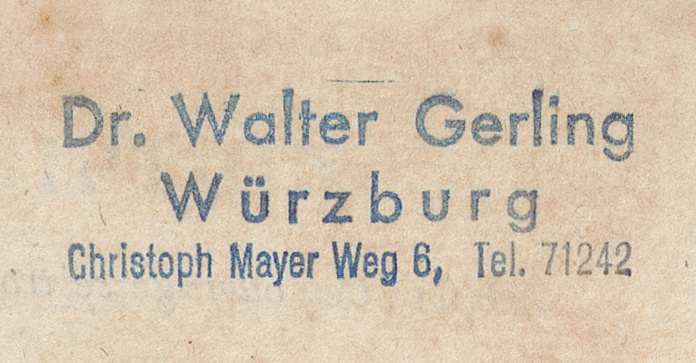 Dr. Walter Gerling
Würzburg
Christoph Mayer Weg 6, Tel. 71242